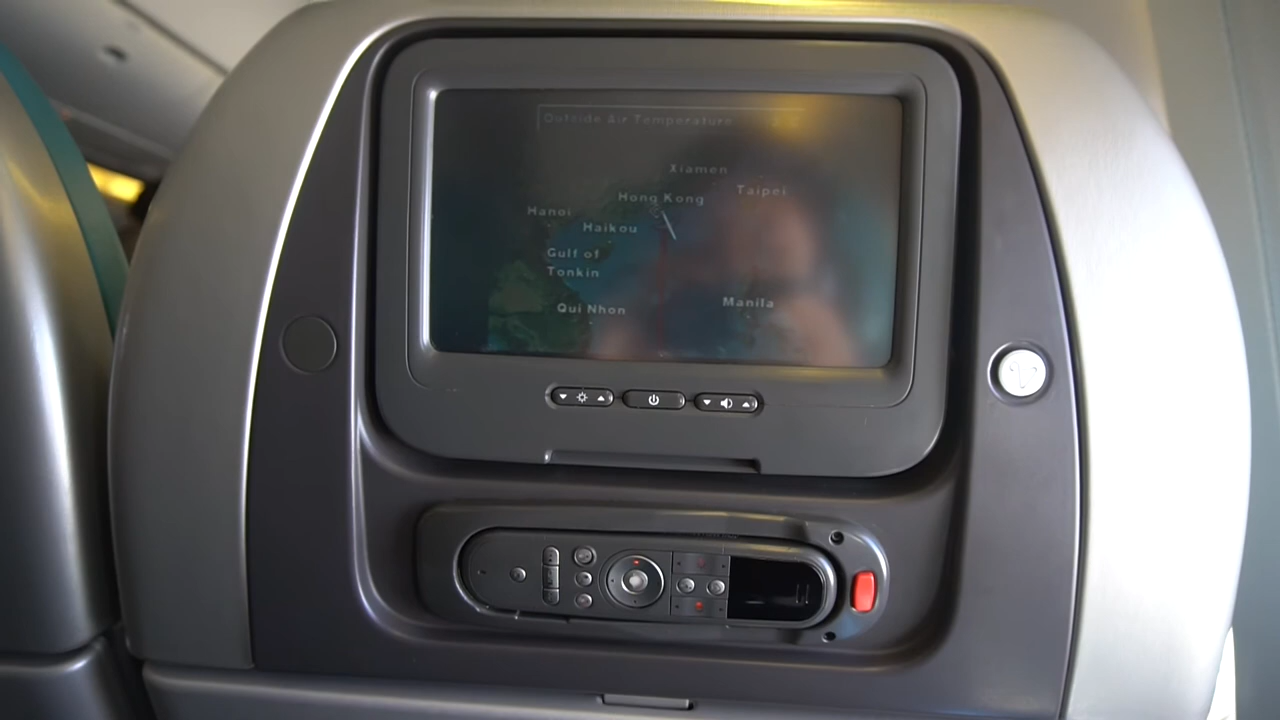 Outside Air Temperature
Xiamen
Taipei
Hong Kong
Hanoi
Haikou
Gulf of
Tonkin
Manila
Qui Nhon